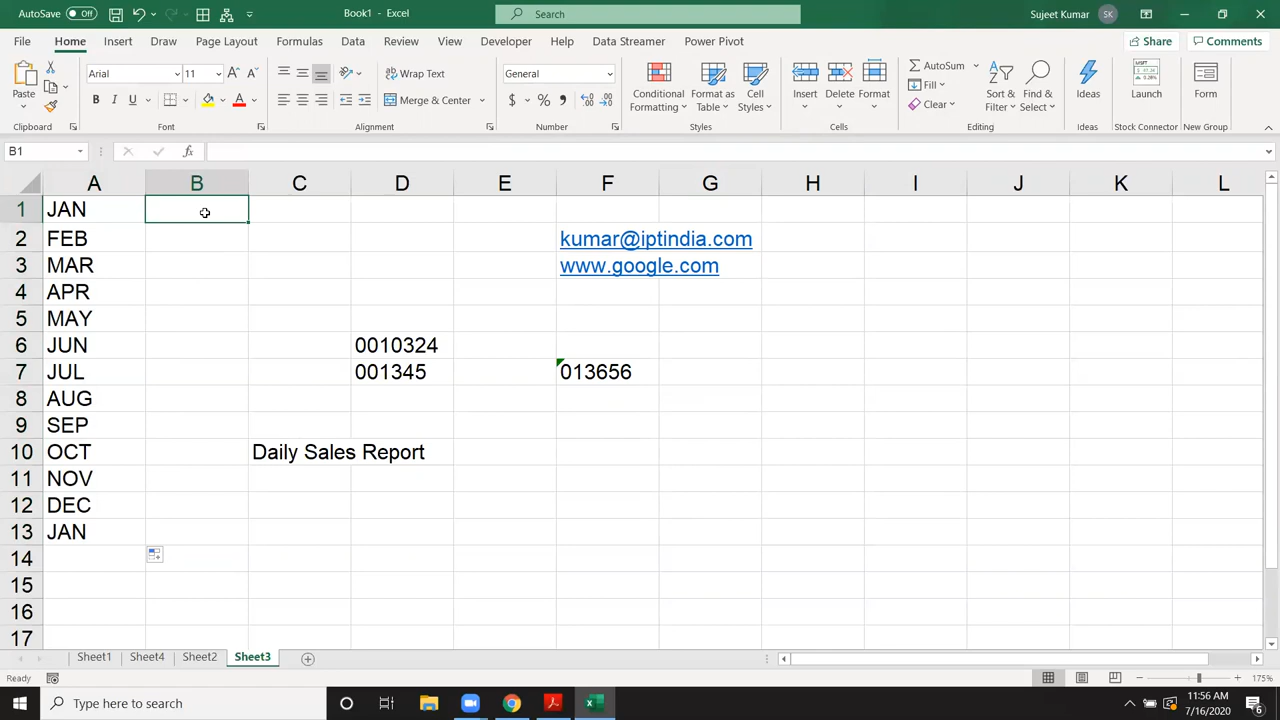 AutoSave Off Book1 - Excel Search Sujeet Kumar SK
File Home Insert Draw Page Layout Formulas Data Review View Developer Help Data Streamer Power Pivot Share Comments
Paste Arial 11 Wrap Text General Conditional Formatting Format as Table Cell Styles Insert Delete Format AutoSum Fill Clear Sort & Filter Find & Select Ideas Launch Form
B I U Merge & Center $ %
Clipboard Font Alignment Number Styles Cells Editing Ideas Stock Connector New Group
B1 fx
A B C D E F G H I J K L
1 JAN
2 FEB kumar@iptindia.com
3 MAR www.google.com
4 APR
5 MAY
6 JUN 0010324
7 JUL 001345 013656
8 AUG
9 SEP
10 OCT Daily Sales Report
11 NOV
12 DEC
13 JAN
14
15
16
17
Sheet1 Sheet4 Sheet2 Sheet3
Ready 175%
Type here to search 11:56 AM
7/16/2020 6